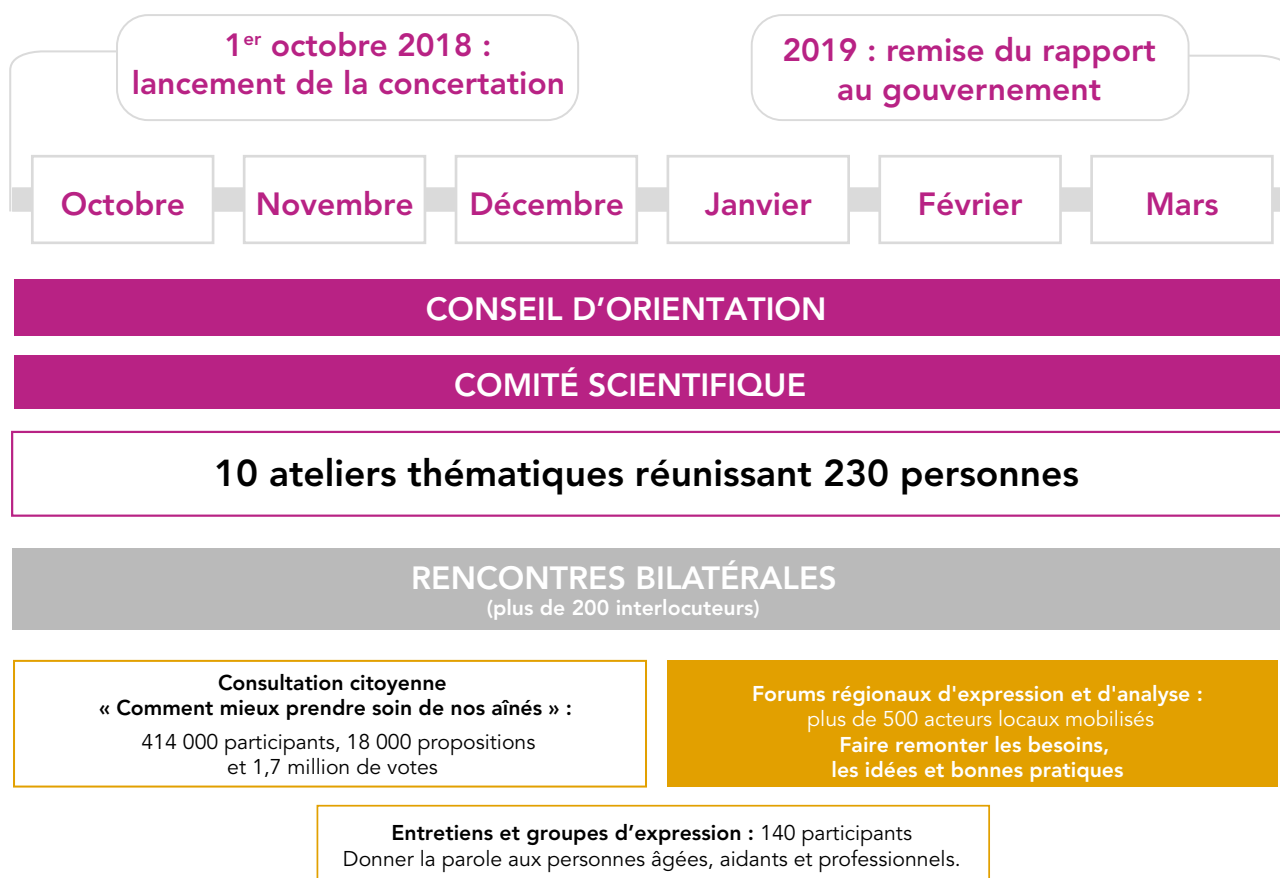 1er octobre 2018 :
lancement de la concertation
2019 : remise du rapport
au gouvernement
Octobre
Novembre
Décembre
Janvier
Février
Mars
CONSEIL D’ORIENTATION
COMITÉ SCIENTIFIQUE
10 ateliers thématiques réunissant 230 personnes
RENCONTRES BILATÉRALES
(plus de 200 interlocuteurs)
Consultation citoyenne
« Comment mieux prendre soin de nos aînés » :
414 000 participants, 18 000 propositions
et 1,7 million de votes
Forums régionaux d'expression et d'analyse :
plus de 500 acteurs locaux mobilisés
Faire remonter les besoins,
les idées et bonnes pratiques
Entretiens et groupes d’expression : 140 participants
Donner la parole aux personnes âgées, aidants et professionnels.